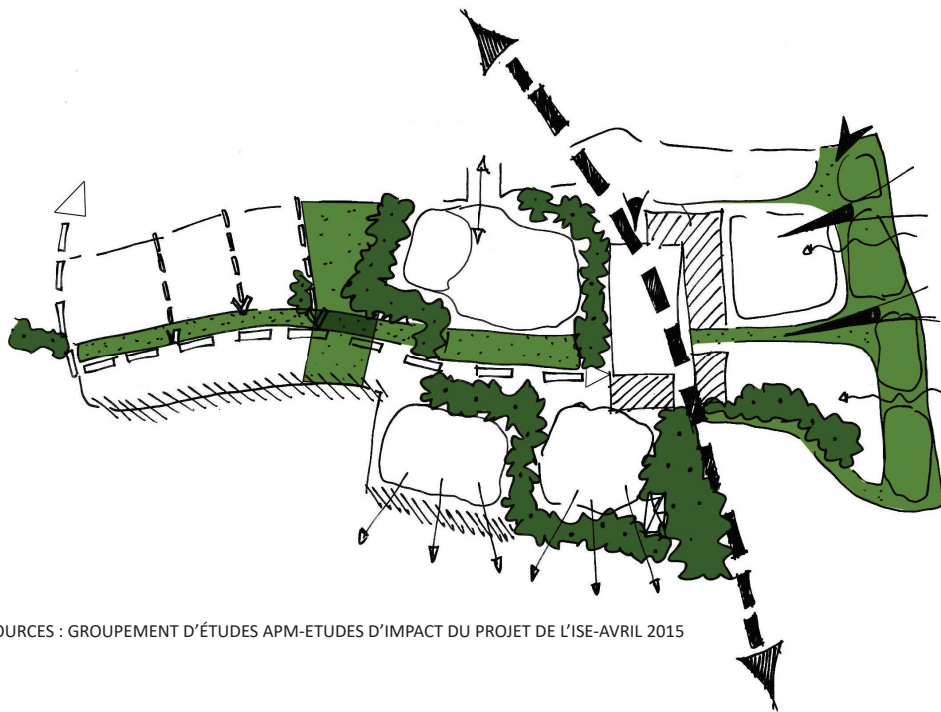 OURCES : GROUPEMENT D'ÉTUDES APM-ETUDES D'IMPACT DU PROJET DE L'ISE-AVRIL 2015